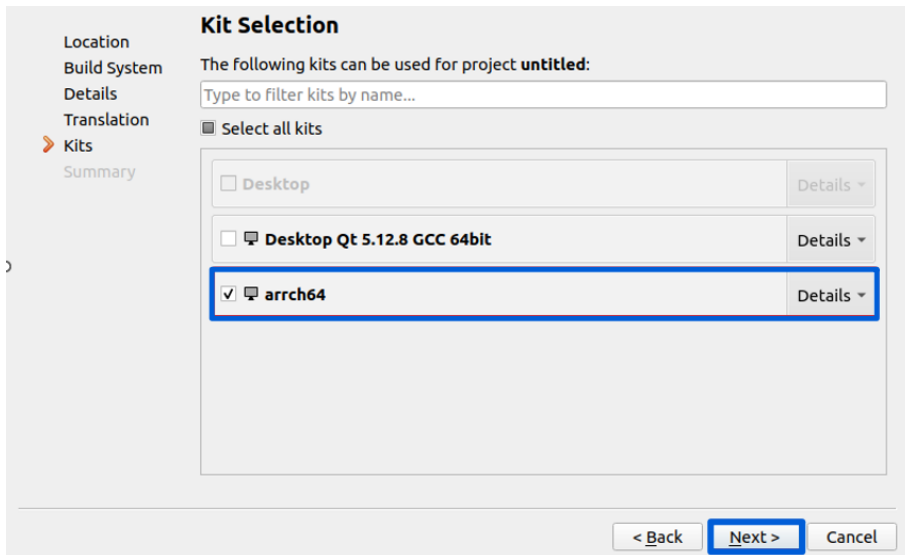 Location
Build System
Details
Translation
Kits
Summary
Kit Selection
The following kits can be used for project untitled:
Type to filter kits by name...
Select all kits
Desktop Details
Desktop Qt 5.12.8 GCC 64bit Details
arrch64 Details
< Back Next > Cancel